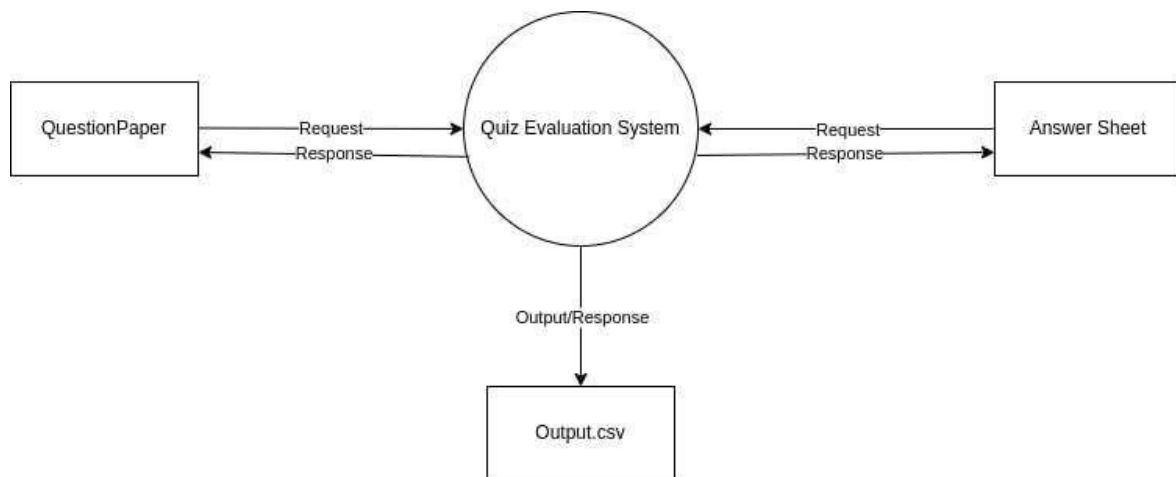 QuestionPaper
Request
Response
Quiz Evaluation System
Request
Response
Answer Sheet
Output/Response
Output.csv